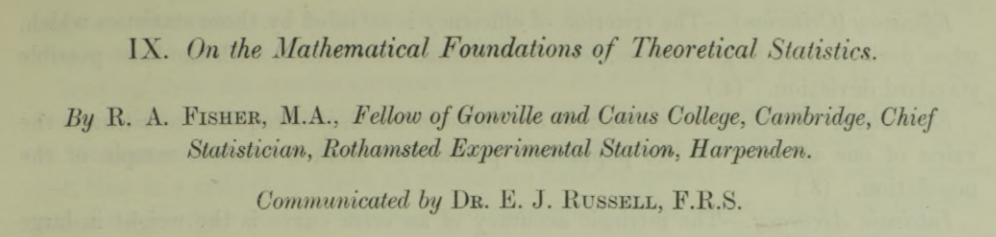 IX. On the Mathematical Foundations of Theoretical Statistics.
By R. A. FISHER, M.A., Fellow of Gonville and Caius College, Cambridge, Chief
Statistician, Rothamsted Experimental Station, Harpenden.
Communicated by DR. E. J. RUSSELL, F.R.S.